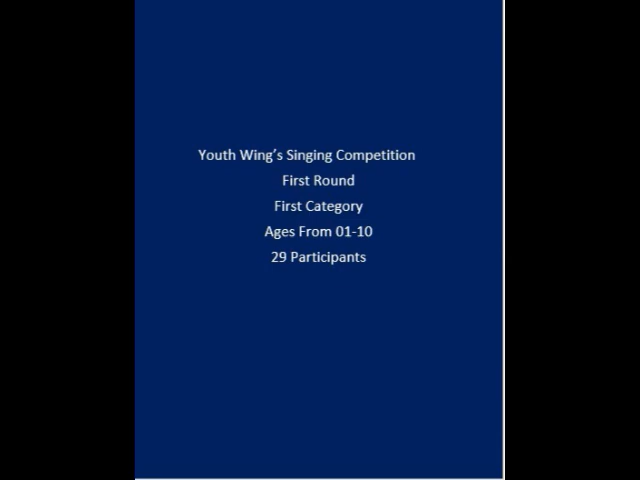 Youth Wing’s Singing Competition
First Round
First Category
Ages From 01-10
29 Participants